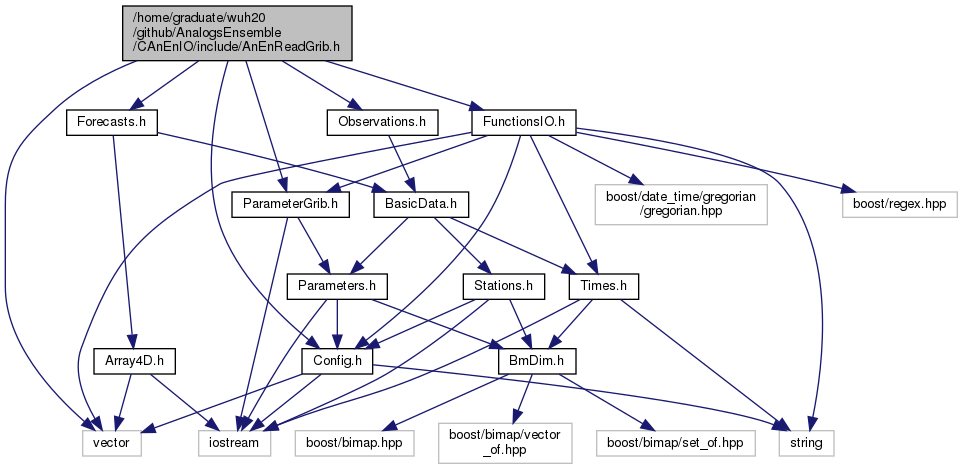 /home/graduate/wuh20
/github/AnalogsEnsemble
/CAnEnIO/include/AnEnReadGrib.h
Forecasts.h
Observations.h
FunctionsIO.h
ParameterGrib.h
BasicData.h
boost/date_time/gregorian
/gregorian.hpp
boost/regex.hpp
Parameters.h
Stations.h
Times.h
Array4D.h
Config.h
BmDim.h
vector
iostream
boost/bimap.hpp
boost/bimap/vector
_of.hpp
boost/bimap/set_of.hpp
string